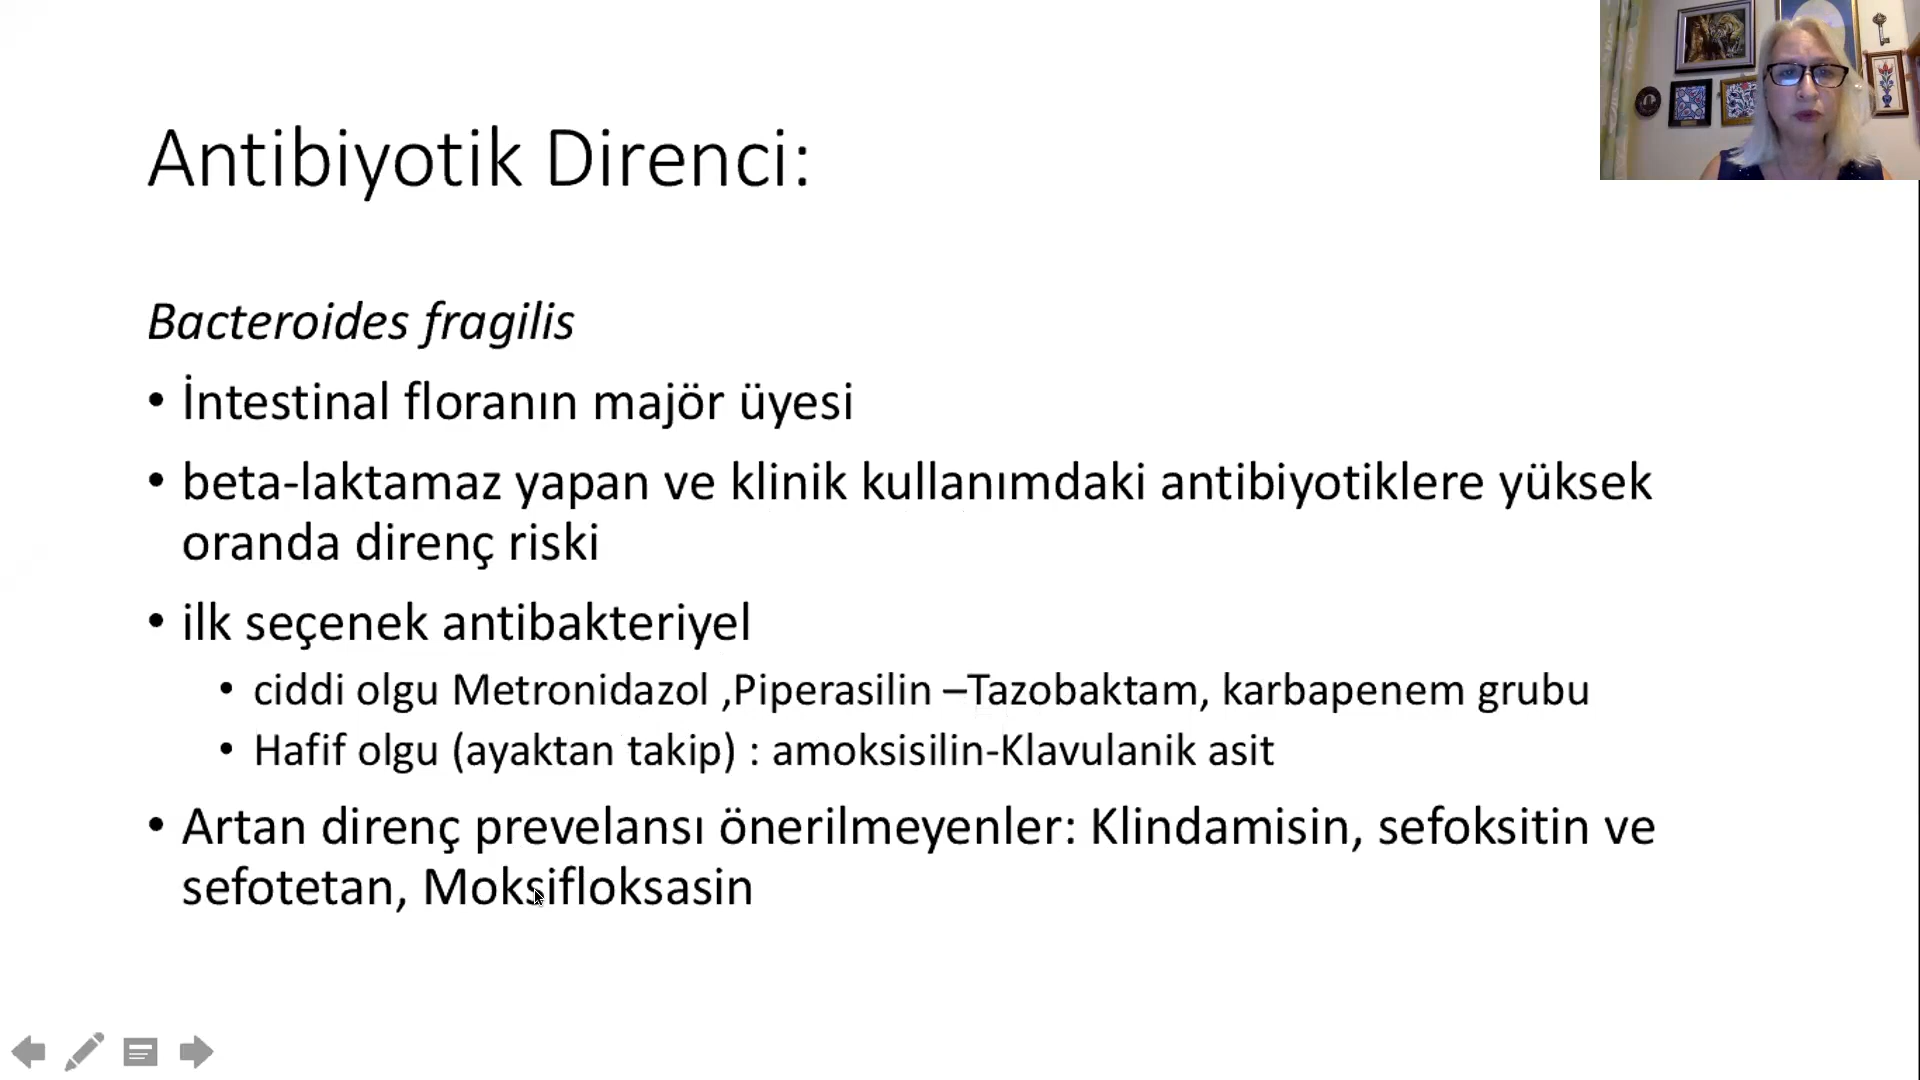 Antibiyotik Direnci:
Bacteroides fragilis
• İntestinal floranın majör üyesi
• beta-laktamaz yapan ve klinik kullanımdaki antibiyotiklere yüksek
oranda direnç riski
• ilk seçenek antibakteriyel
• ciddi olgu Metronidazol ,Piperasilin –Tazobaktam, karbapenem grubu
• Hafif olgu (ayaktan takip) : amoksisilin-Klavulanik asit
• Artan direnç prevelansı önerilmeyenler: Klindamisin, sefoksitin ve
sefotetan, Moksifloksasin